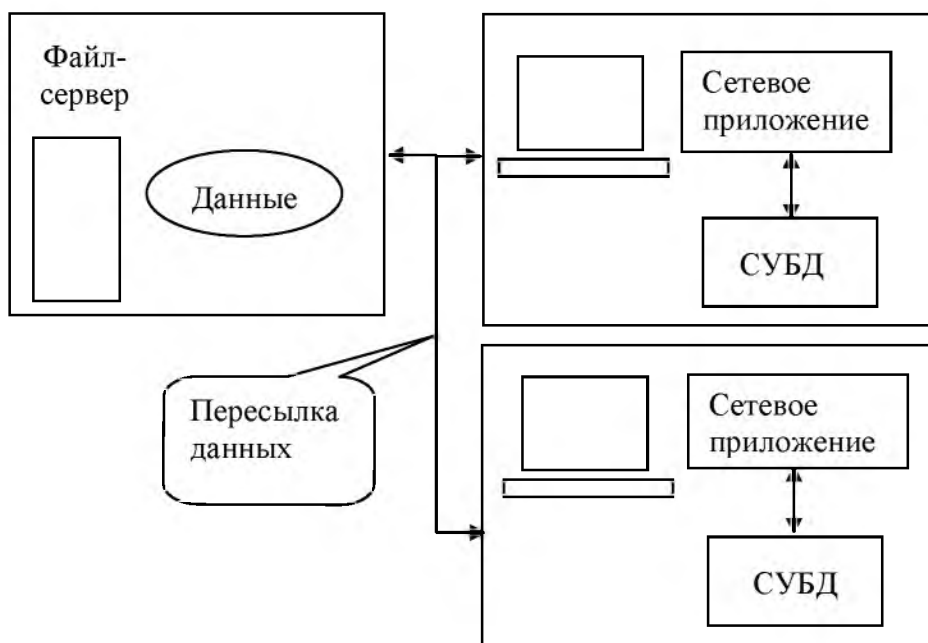 Файл-
сервер
Данные
Сетевое
приложение
СУБД
Пересылка
данных
Сетевое
приложение
СУБД